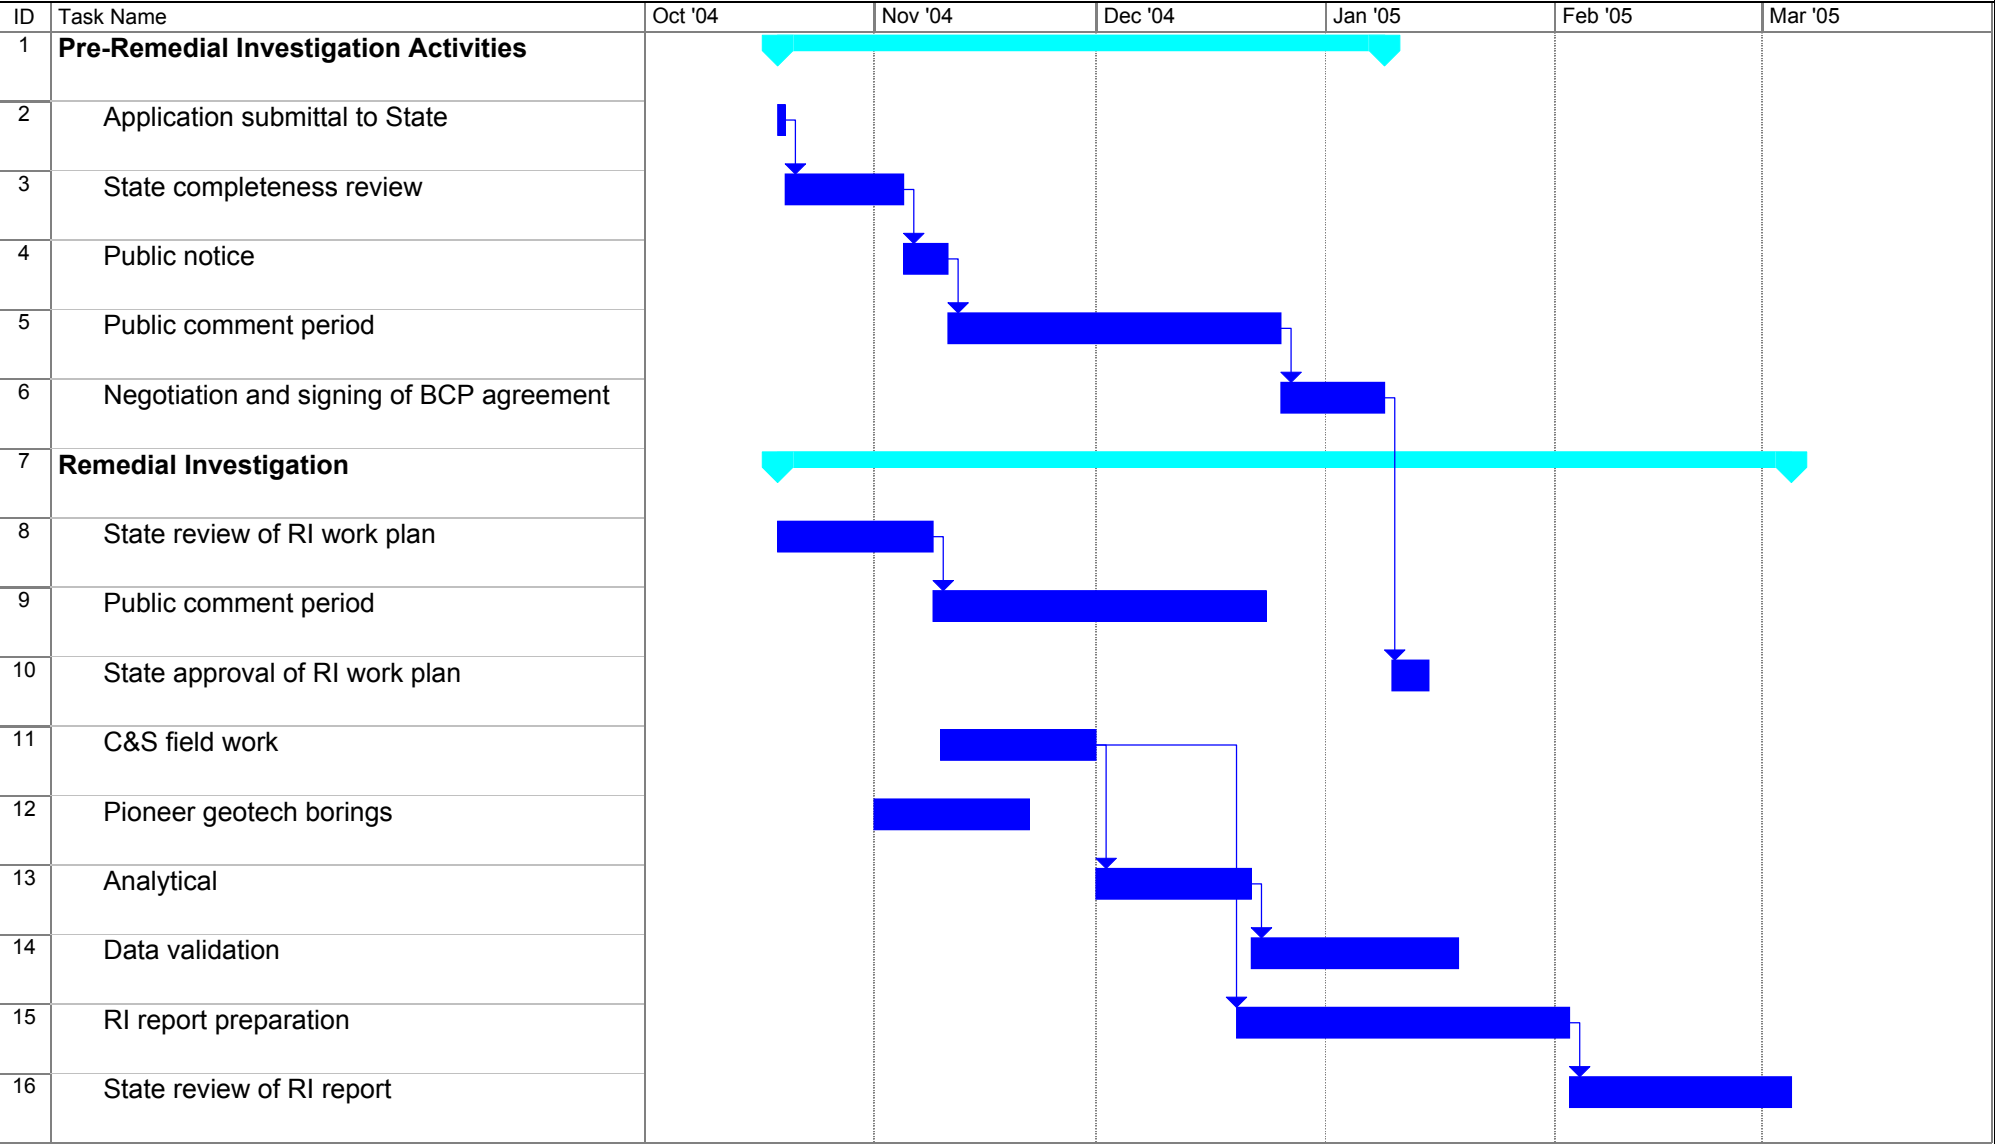 ID Task Name Oct '04 Nov '04 Dec '04 Jan '05 Feb '05 Mar '05
1 Pre-Remedial Investigation Activities
2 Application submittal to State
3 State completeness review
4 Public notice
5 Public comment period
6 Negotiation and signing of BCP agreement
7 Remedial Investigation
8 State review of RI work plan
9 Public comment period
10 State approval of RI work plan
11 C&S field work
12 Pioneer geotech borings
13 Analytical
14 Data validation
15 RI report preparation
16 State review of RI report